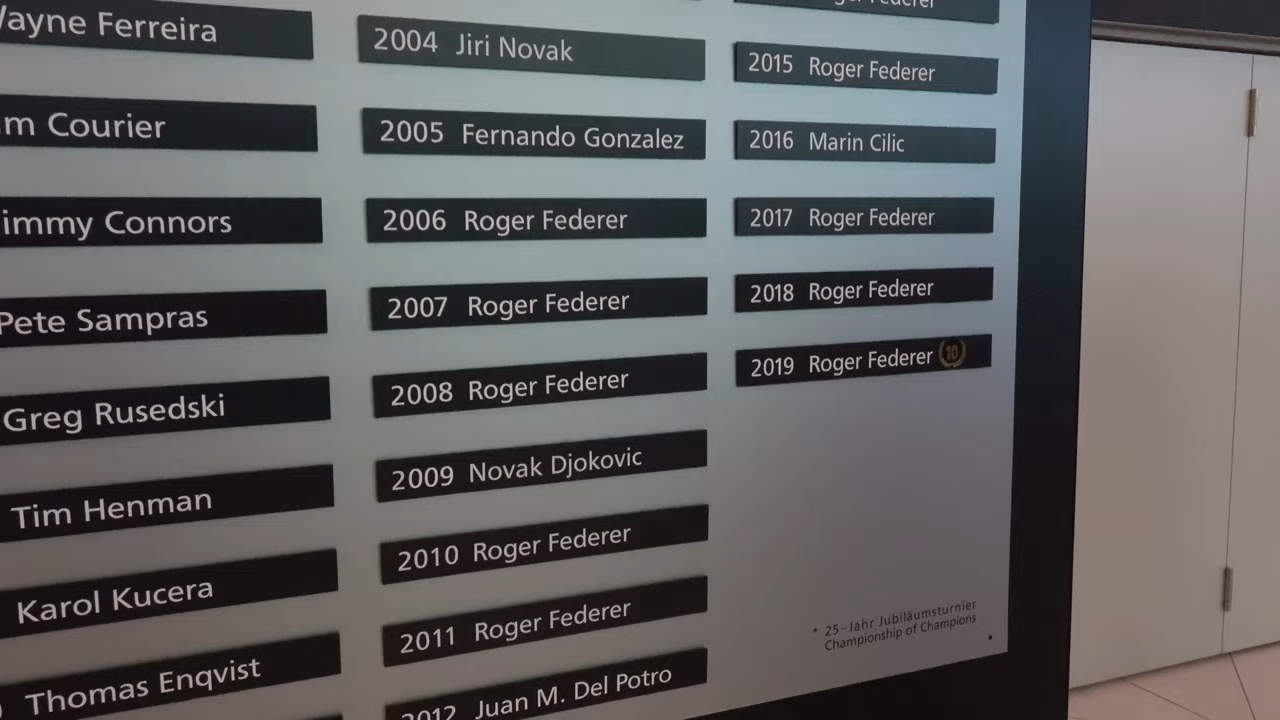 Wayne Ferreira
m Courier
immy Connors
Pete Sampras
Greg Rusedski
Tim Henman
Karol Kucera
Thomas Enqvist
2004 Jiri Novak
2005 Fernando Gonzalez
2006 Roger Federer
2007 Roger Federer
2008 Roger Federer
2009 Novak Djokovic
2010 Roger Federer
2011 Roger Federer
2012 Juan M. Del Potro
2015 Roger Federer
2016 Marin Cilic
2017 Roger Federer
2018 Roger Federer
2019 Roger Federer 10
* 25-Jahr Jubiläumsturnier
Championship of Champions